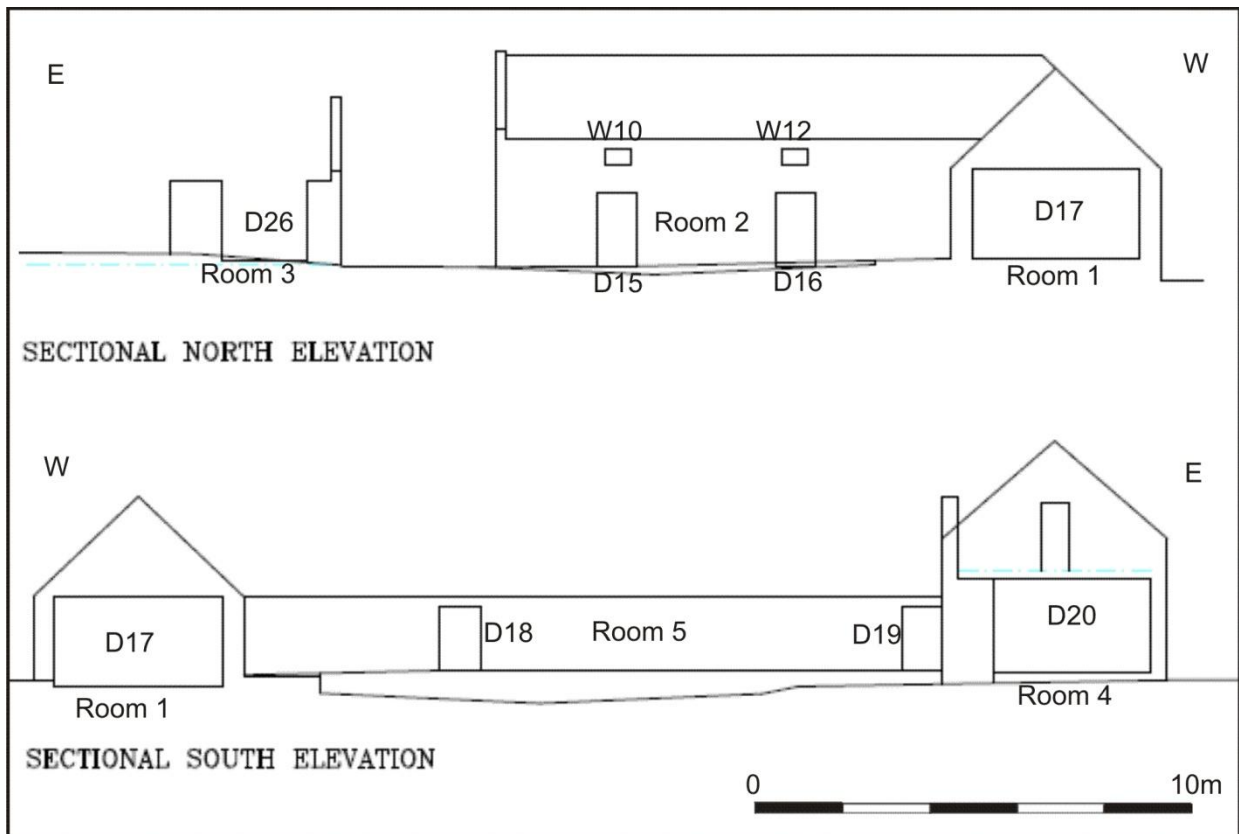 E
W
W10
W12
D26
Room 2
D17
Room 3
D15
D16
Room 1
SECTIONAL NORTH ELEVATION
W
E
D17
D18
Room 5
D19
D20
Room 1
Room 4
SECTIONAL SOUTH ELEVATION
0
10m